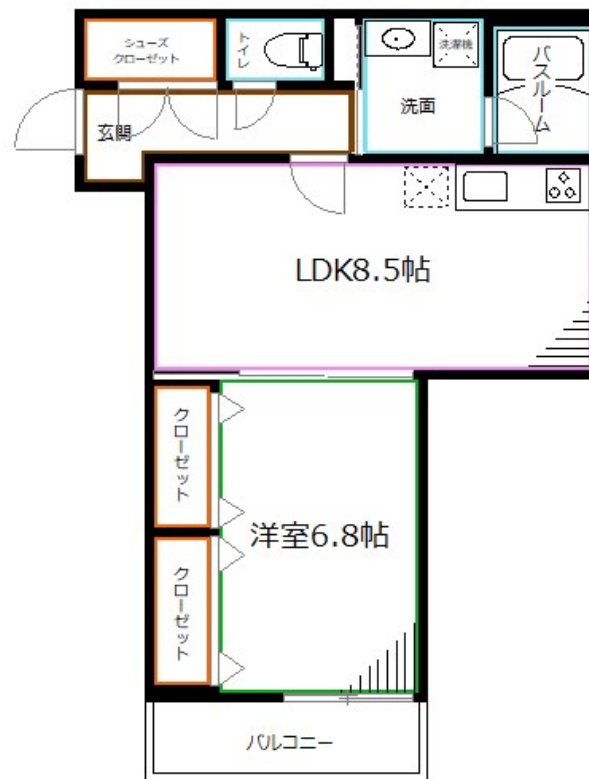 シューズ
クローゼット
トイレ
洗濯機
バスルーム
玄関
洗面
LDK8.5帖
クローゼット
洋室6.8帖
クローゼット
バルコニー